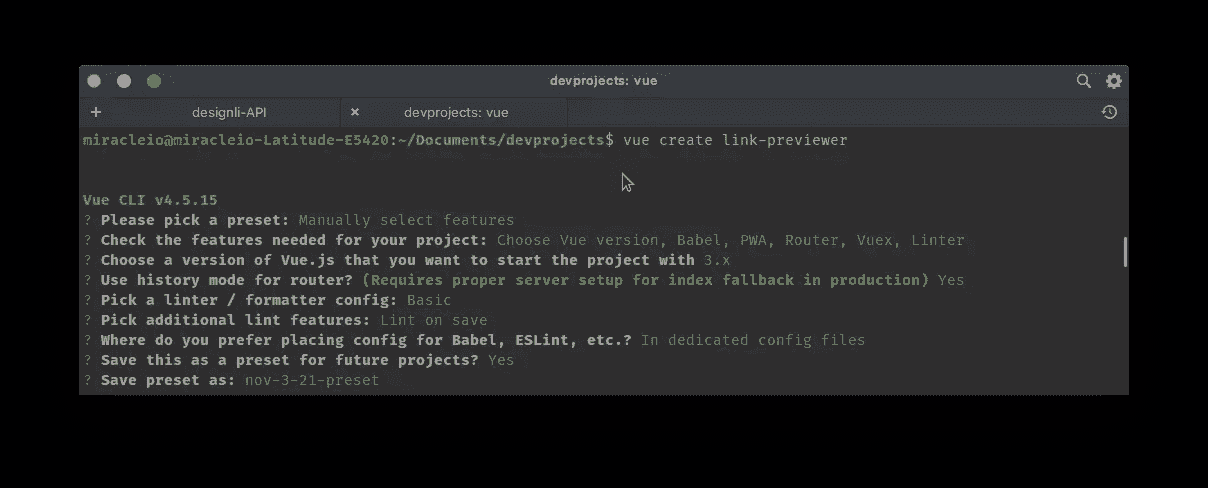 devprojects: vue
+ designli-API × devprojects: vue
miracleio@miracleio-Latitude-E5420:~/Documents/devprojects$ vue create link-previewer
Vue CLI v4.5.15
? Please pick a preset: Manually select features
? Check the features needed for your project: Choose Vue version, Babel, PWA, Router, Vuex, Linter
? Choose a version of Vue.js that you want to start the project with 3.x
? Use history mode for router? (Requires proper server setup for index fallback in production) Yes
? Pick a linter / formatter config: Basic
? Pick additional lint features: Lint on save
? Where do you prefer placing config for Babel, ESLint, etc.? In dedicated config files
? Save this as a preset for future projects? Yes
? Save preset as: nov-3-21-preset